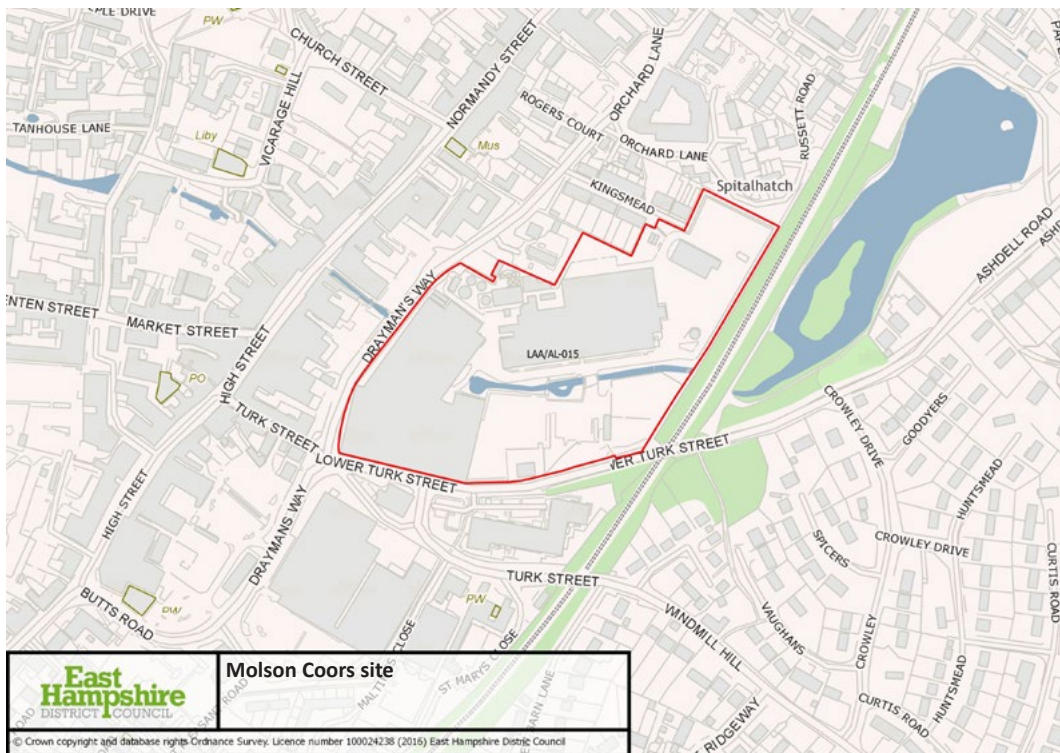 PLE DRIVE
PW
CHURCH STREET
NORMANDY STREET
ORCHARD LANE
ROGERS COURT
ORCHARD LANE
RUSSETT ROAD
TANHOUSE LANE
Liby
VICARAGE HILL
Mus
KINGSMEAD
Spitalhatch
ASHDELL ROAD
ENTEN STREET
MARKET STREET
DRAYMAN'S WAY
LAA/AL-015
HIGH STREET
PO
TURK STREET
LOWER TURK STREET
WER TURK STREET
CROWLEY DRIVE
GOODYERS
HIGH STREET
DRAYMANS WAY
HUNTSMEAD
SPICERS
CROWLEY DRIVE
CURTIS ROAD
TURK STREET
PW
BUTTS ROAD
PW
VAUGHANS
WINDMILL HILL
CROWLEY
HUNTSMEAD
ST MARYS CLOSE
CURTIS ROAD
E RIDGEWAY
East
Hampshire
DISTRICT COUNCIL
Molson Coors site
© Crown copyright and database rights Ordnance Survey. Licence number 100024238 (2016) East Hampshire District Council